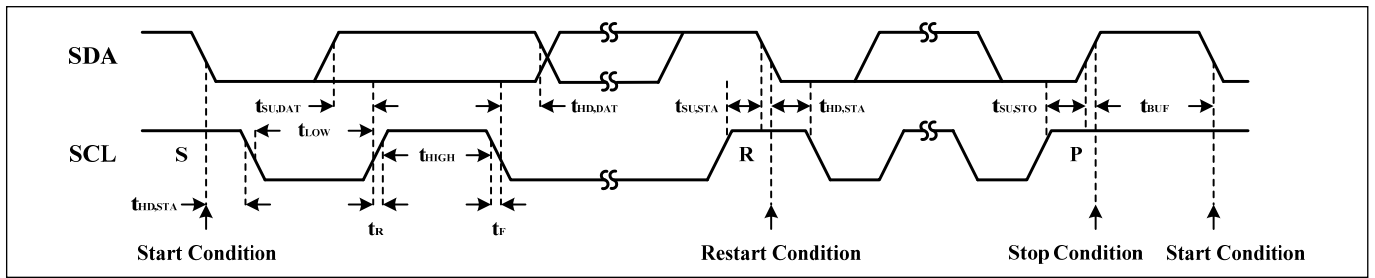 SDA
tSU,DAT tHD,DAT tSU,STA tHD,STA tSU,STO tBUF
tLOW
SCL S tHIGH R P
tHD,STA
tR tF
Start Condition Restart Condition Stop Condition Start Condition